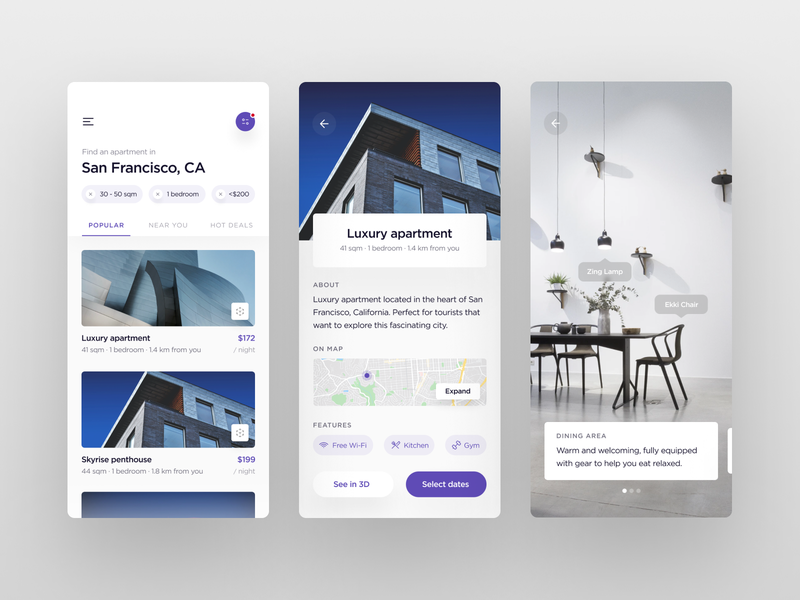 Find an apartment in
San Francisco, CA
× 30 - 50 sqm × 1 bedroom × <$200
POPULAR NEAR YOU HOT DEALS
Luxury apartment $172
41 sqm · 1 bedroom · 1.4 km from you / night
Skyrise penthouse $199
44 sqm · 1 bedroom · 1.8 km from you / night
Luxury apartment
41 sqm · 1 bedroom · 1.4 km from you
ABOUT
Luxury apartment located in the heart of San
Francisco, California. Perfect for tourists that
want to explore this fascinating city.
ON MAP
Expand
FEATURES
Free Wi-Fi Kitchen Gym
See in 3D Select dates
Zing Lamp
Ekki Chair
DINING AREA
Warm and welcoming, fully equipped
with gear to help you eat relaxed.